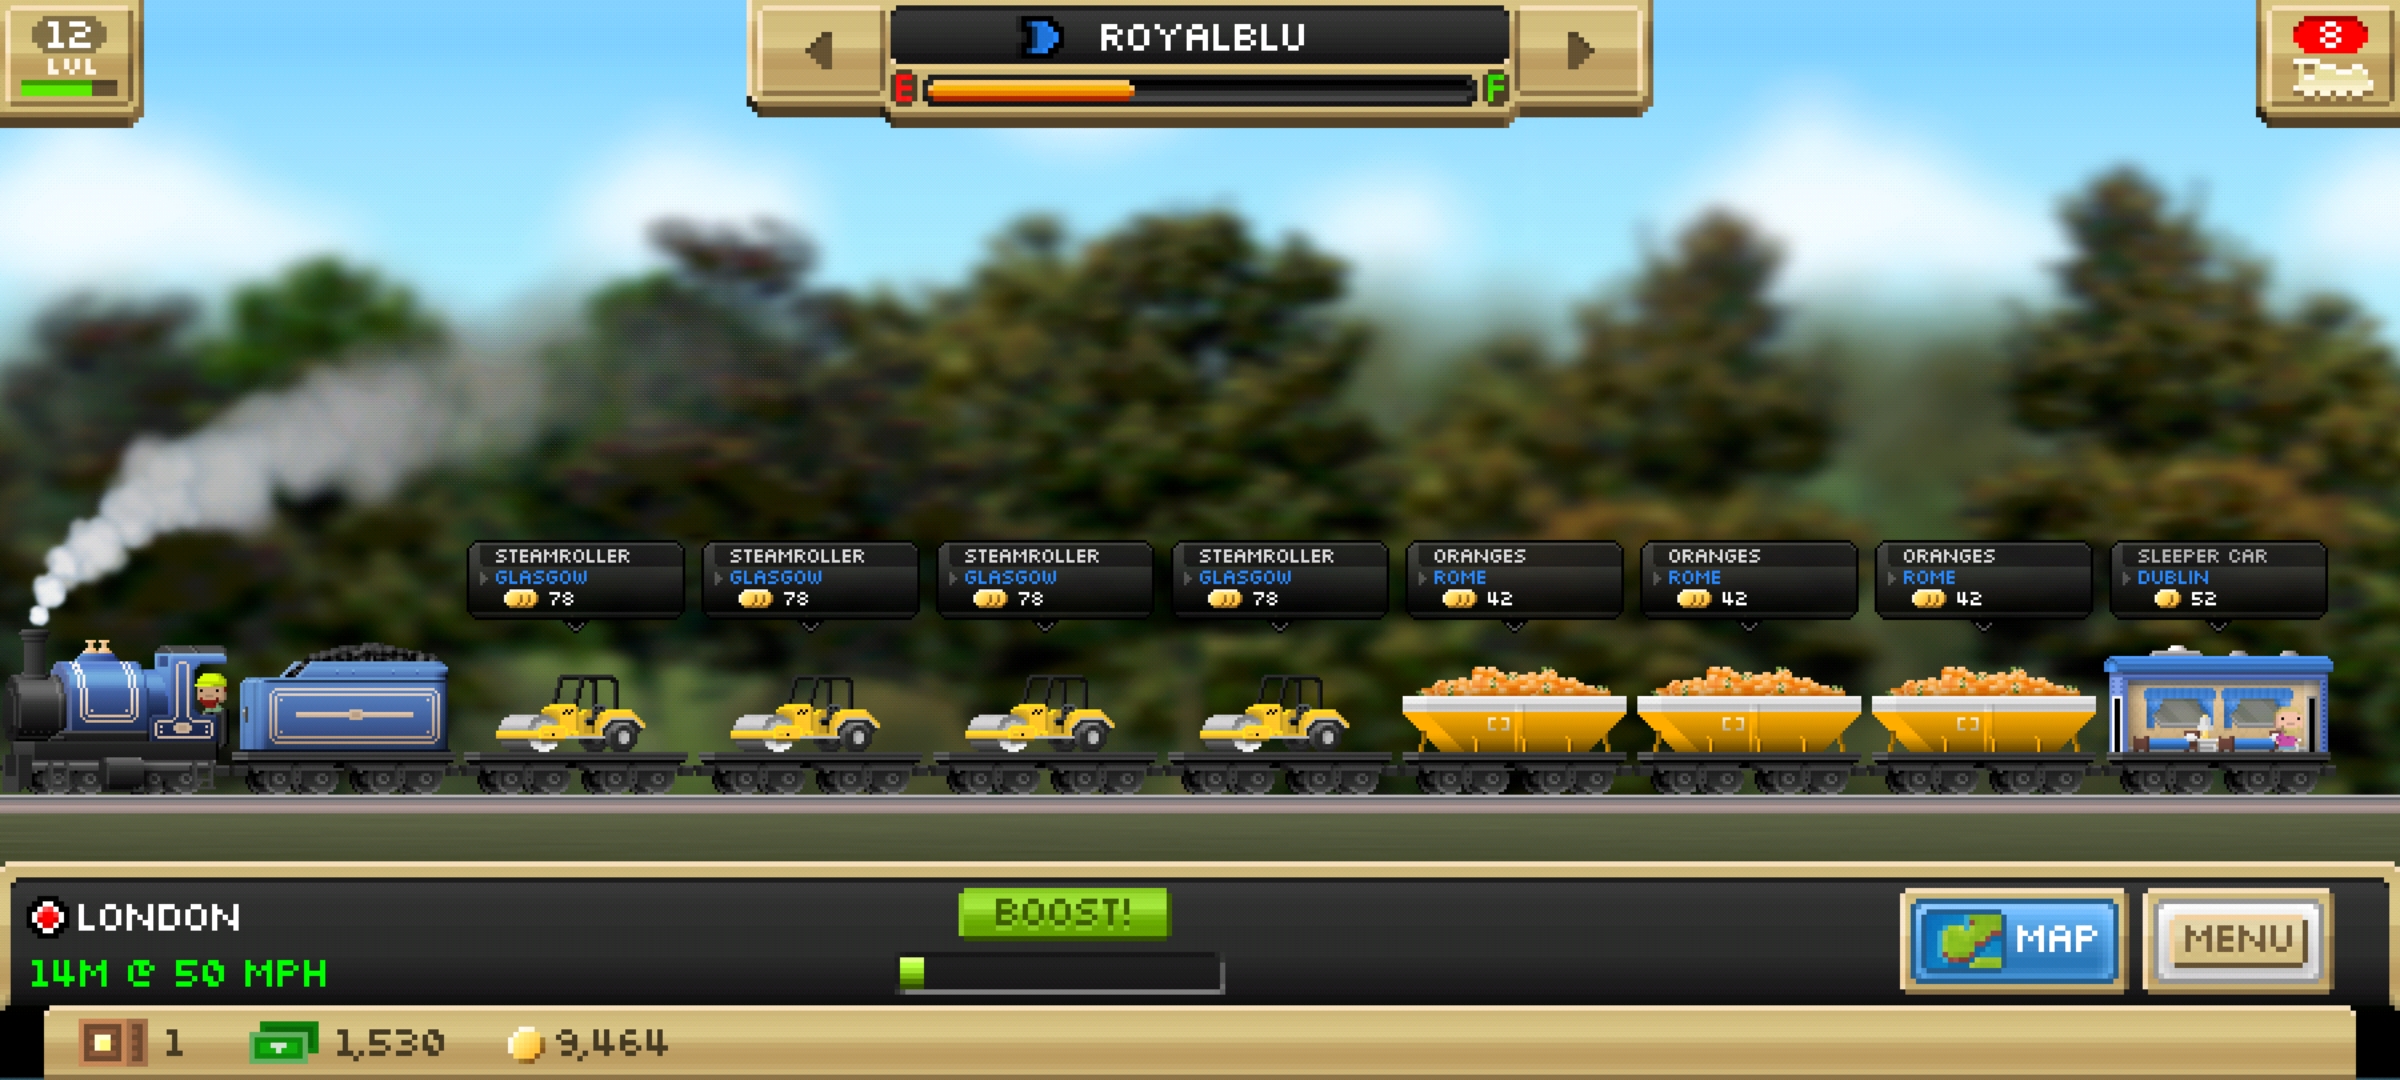 12
LVL
ROYALBLU
E F
8
STEAMROLLER
GLASGOW
78
STEAMROLLER
GLASGOW
78
STEAMROLLER
GLASGOW
78
STEAMROLLER
GLASGOW
78
ORANGES
ROME
42
ORANGES
ROME
42
ORANGES
ROME
42
SLEEPER CAR
DUBLIN
52
LONDON
14M @ 50 MPH
BOOST!
MAP
MENU
1 1,530 9,464